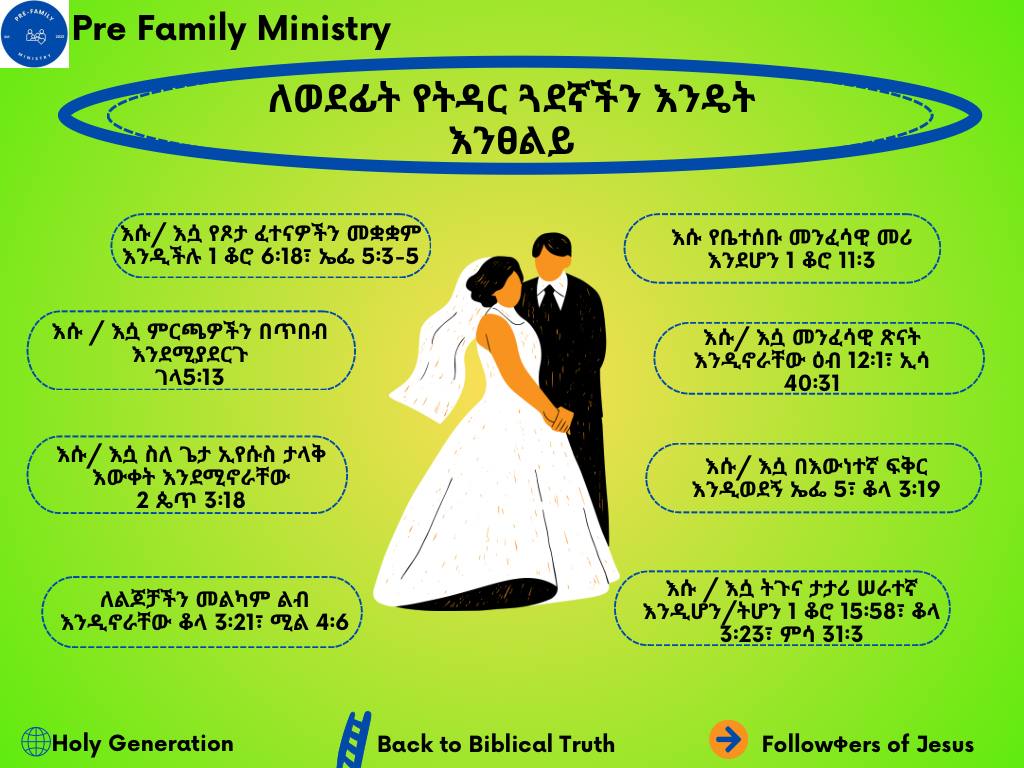 PRE-FAMILY
MINISTRY
Pre Family Ministry
ለወደፊት የትዳር ጓደኛችን እንዴት
እንፀልይ
እሱ/ እሷ የጾታ ፈተናዎችን መቋቋም
እንዲችሉ 1 ቆሮ 6፡18፣ ኤፌ 5፡3-5
እሱ / እሷ ምርጫዎችን በጥበብ
እንደሚያደርጉ
ገላ5፡13
እሱ/ እሷ ስለ ጌታ ኢየሱስ ታላቅ
እውቀት እንደሚኖራቸው
2 ጴጥ 3፡18
ለልጆቻችን መልካም ልብ
እንዲኖራቸው ቆላ 3፡21፣ ሚል 4፡6
እሱ የቤተሰቡ መንፈሳዊ መሪ
እንደሆን 1 ቆሮ 11፡3
እሱ/ እሷ መንፈሳዊ ጽናት
እንዲኖራቸው ዕብ 12፡1፣ ኢሳ
40፡31
እሱ/ እሷ በእውነተኛ ፍቅር
እንዲወደኝ ኤፌ 5፣ ቆላ 3፡19
እሱ / እሷ ትጉና ታታሪ ሠራተኛ
እንዲሆን/ትሆን 1 ቆሮ 15፡58፣ ቆላ
3፡23፣ ምሳ 31፡3
Holy Generation
Back to Biblical Truth
FollowΦers of Jesus